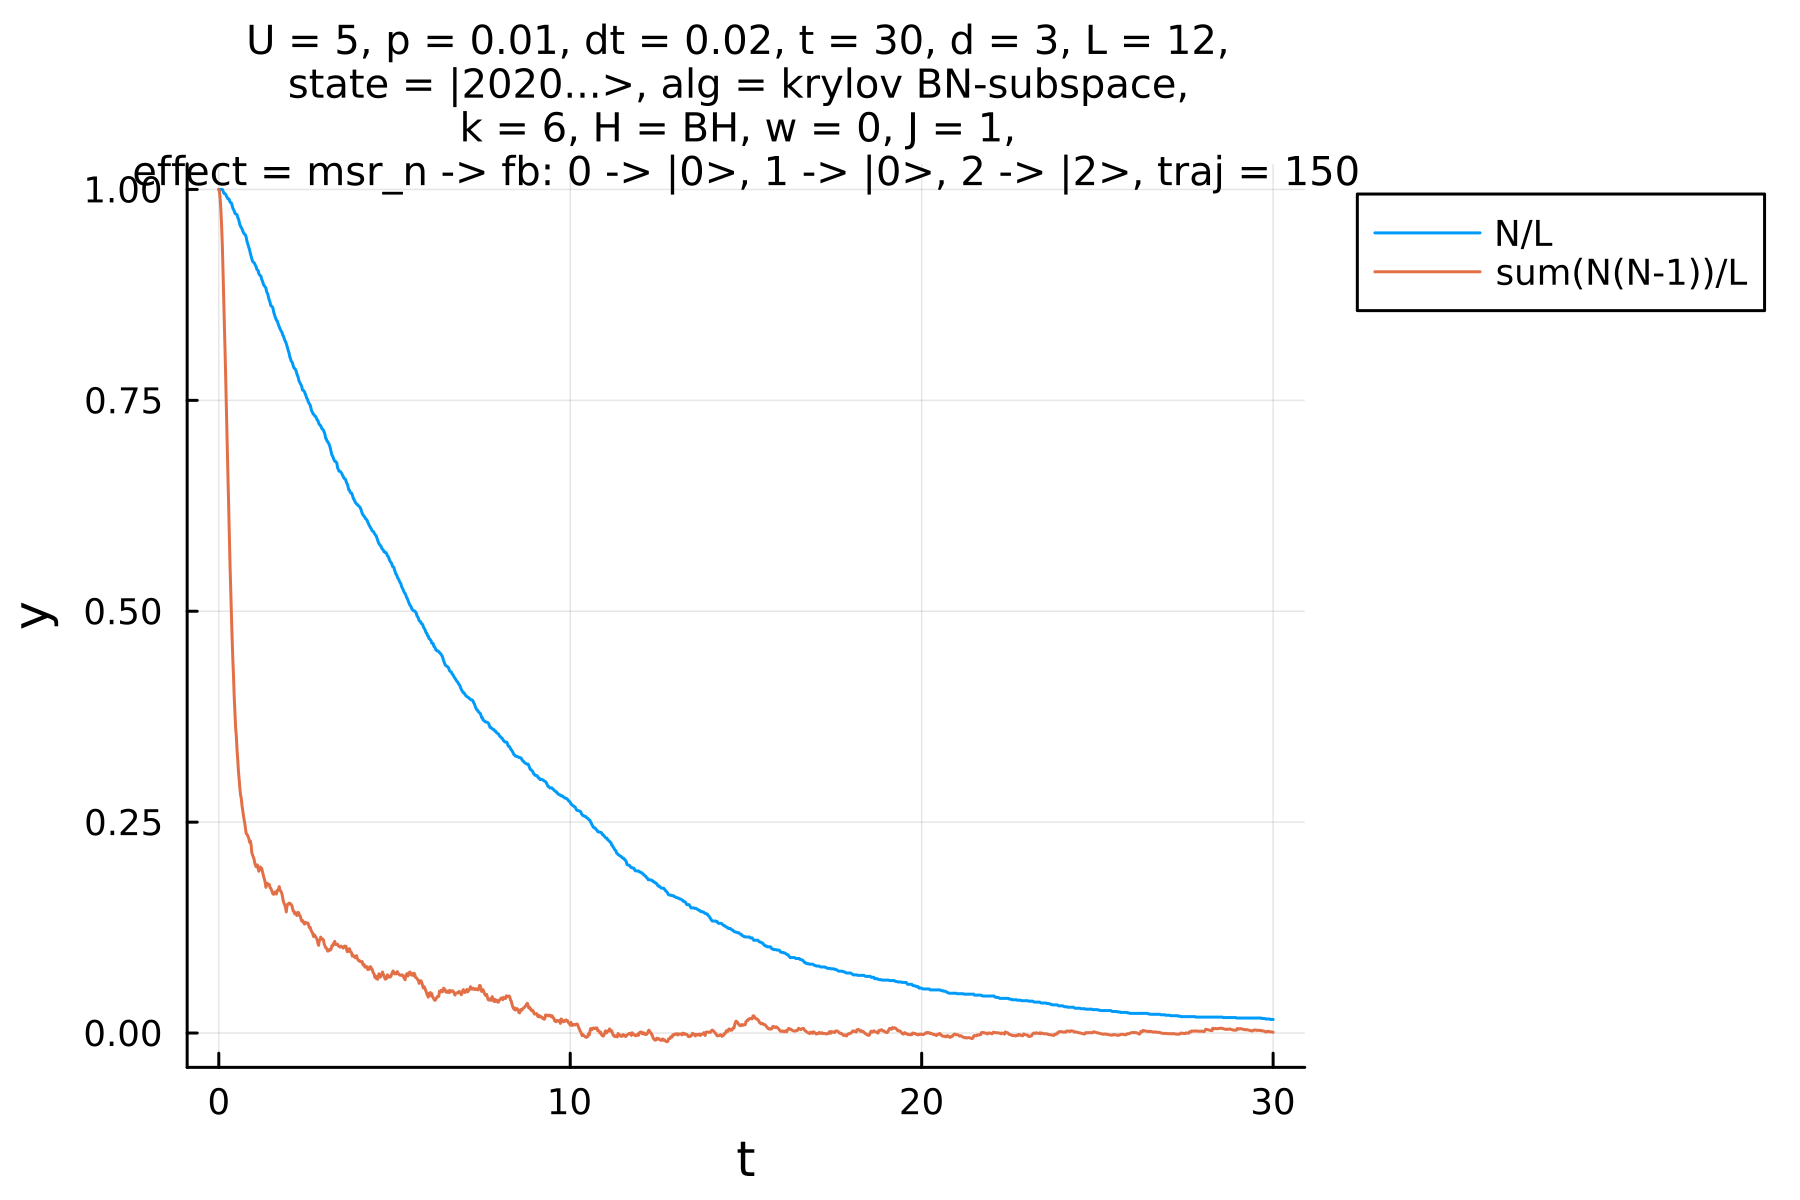 U = 5, p = 0.01, dt = 0.02, t = 30, d = 3, L = 12,
state = |2020...>, alg = krylov BN-subspace,
k = 6, H = BH, w = 0, J = 1,
effect = msr_n -> fb: 0 -> |0>, 1 -> |0>, 2 -> |2>, traj = 150
1.00
N/L
sum(N(N-1))/L
0.75
y
0.50
0.25
0.00
0 10 20 30
t